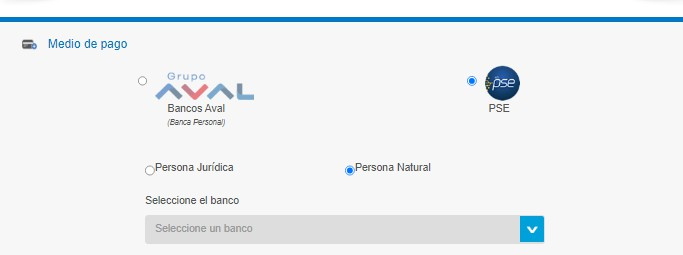 Medio de pago
Grupo
AVAL
Bancos Aval
(Banca Personal)
pse
PSE
Persona Jurídica
Persona Natural
Seleccione el banco
Seleccione un banco